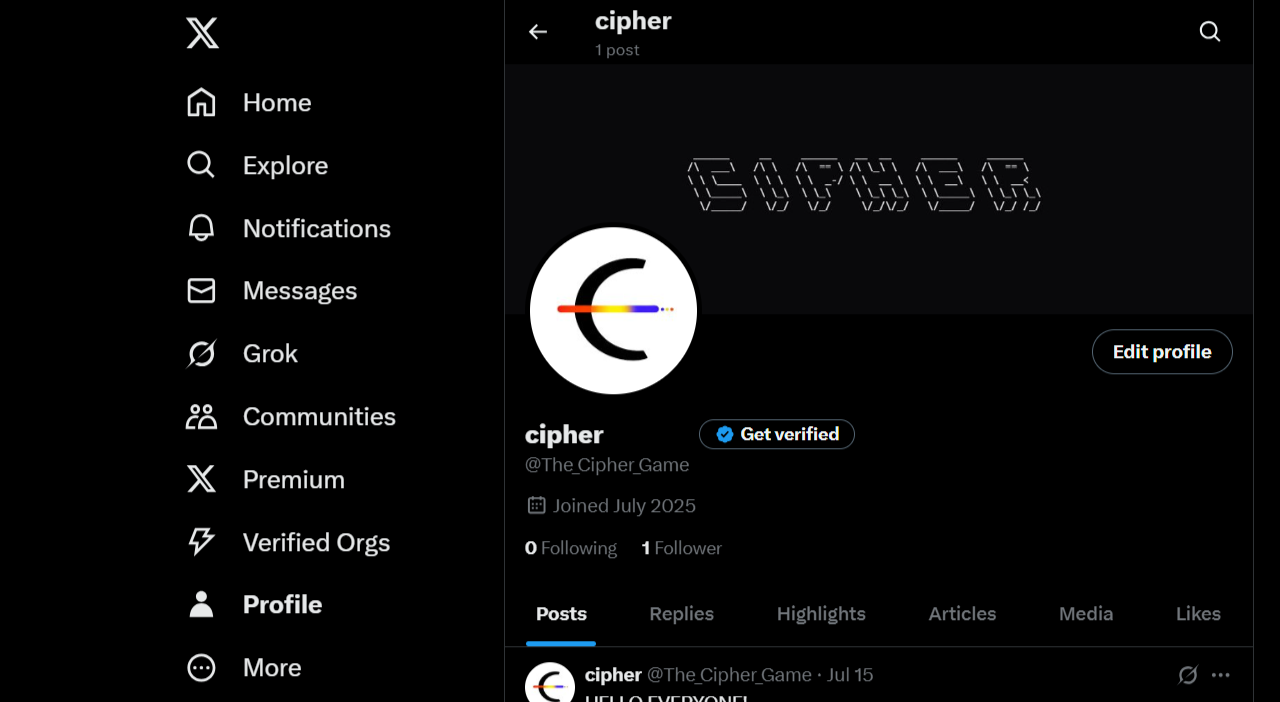 Home
Explore
Notifications
Messages
Grok
Communities
Premium
Verified Orgs
Profile
More
cipher
1 post
CIPHER
Edit profile
cipher Get verified
@The_Cipher_Game
Joined July 2025
0 Following 1 Follower
Posts Replies Highlights Articles Media Likes
cipher @The_Cipher_Game · Jul 15
HELLO EVERYONE!